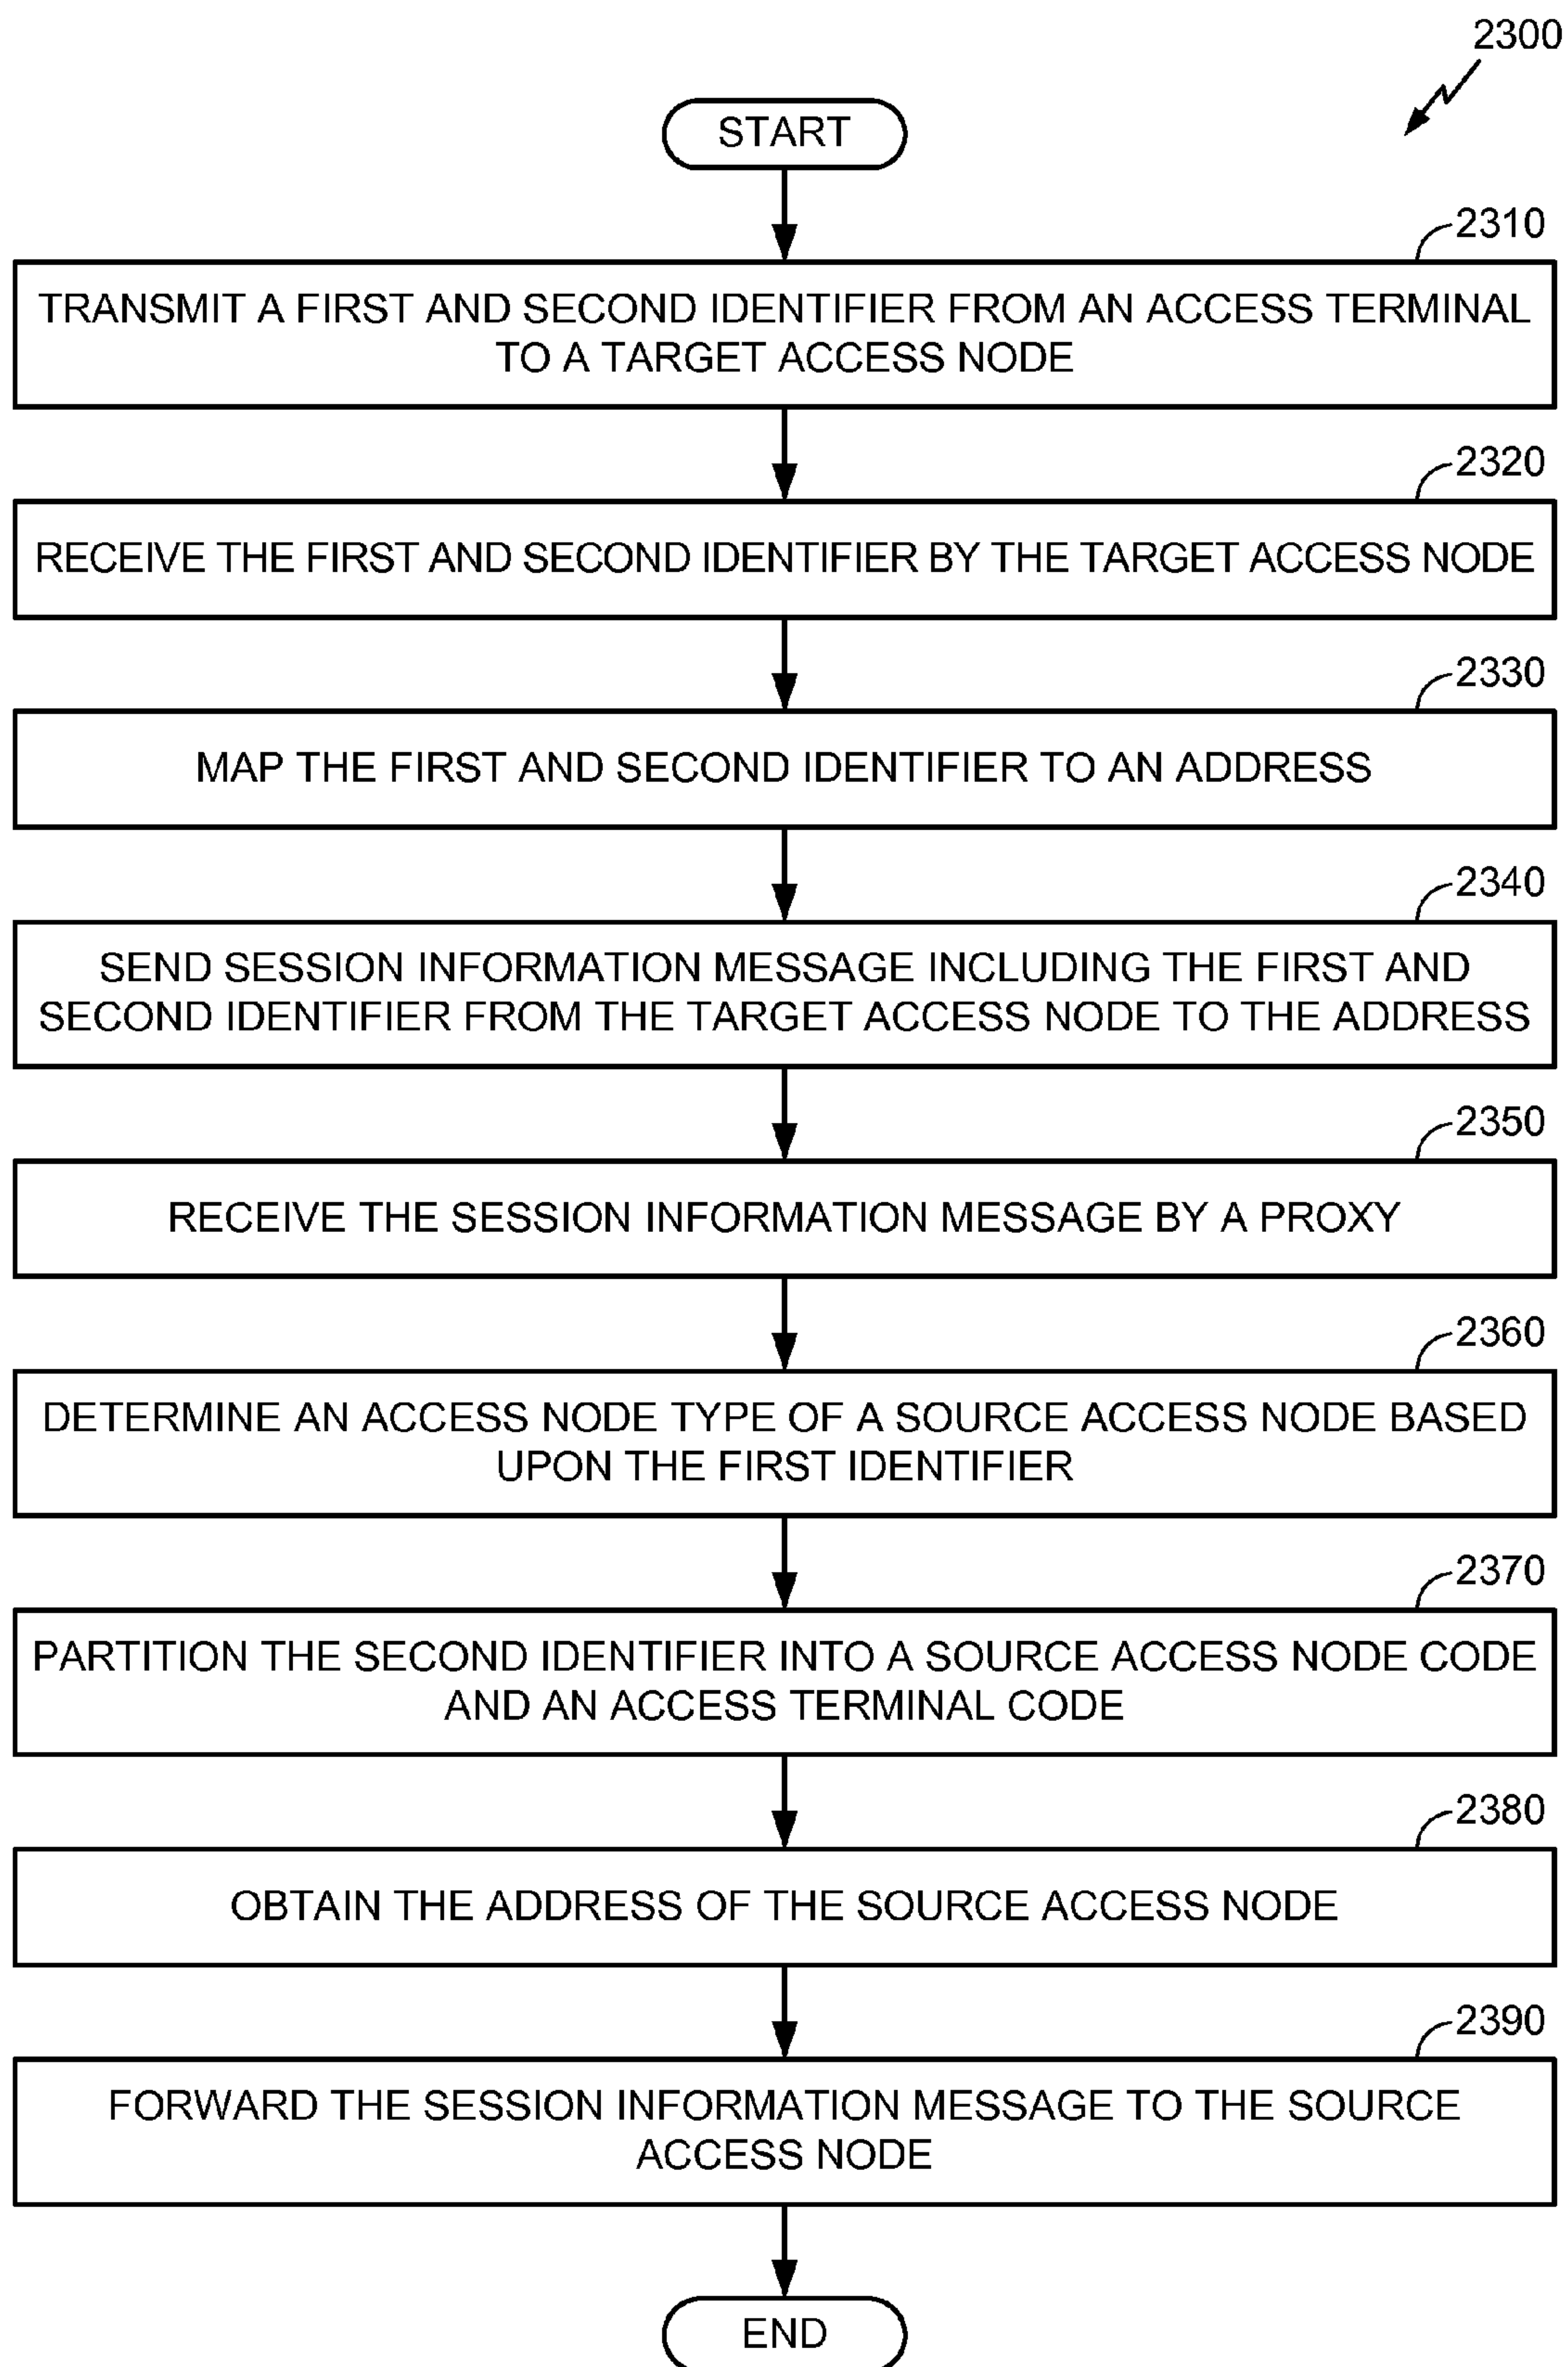 2300
START
2310
TRANSMIT A FIRST AND SECOND IDENTIFIER FROM AN ACCESS TERMINAL
TO A TARGET ACCESS NODE
2320
RECEIVE THE FIRST AND SECOND IDENTIFIER BY THE TARGET ACCESS NODE
2330
MAP THE FIRST AND SECOND IDENTIFIER TO AN ADDRESS
2340
SEND SESSION INFORMATION MESSAGE INCLUDING THE FIRST AND
SECOND IDENTIFIER FROM THE TARGET ACCESS NODE TO THE ADDRESS
2350
RECEIVE THE SESSION INFORMATION MESSAGE BY A PROXY
2360
DETERMINE AN ACCESS NODE TYPE OF A SOURCE ACCESS NODE BASED
UPON THE FIRST IDENTIFIER
2370
PARTITION THE SECOND IDENTIFIER INTO A SOURCE ACCESS NODE CODE
AND AN ACCESS TERMINAL CODE
2380
OBTAIN THE ADDRESS OF THE SOURCE ACCESS NODE
2390
FORWARD THE SESSION INFORMATION MESSAGE TO THE SOURCE
ACCESS NODE
END